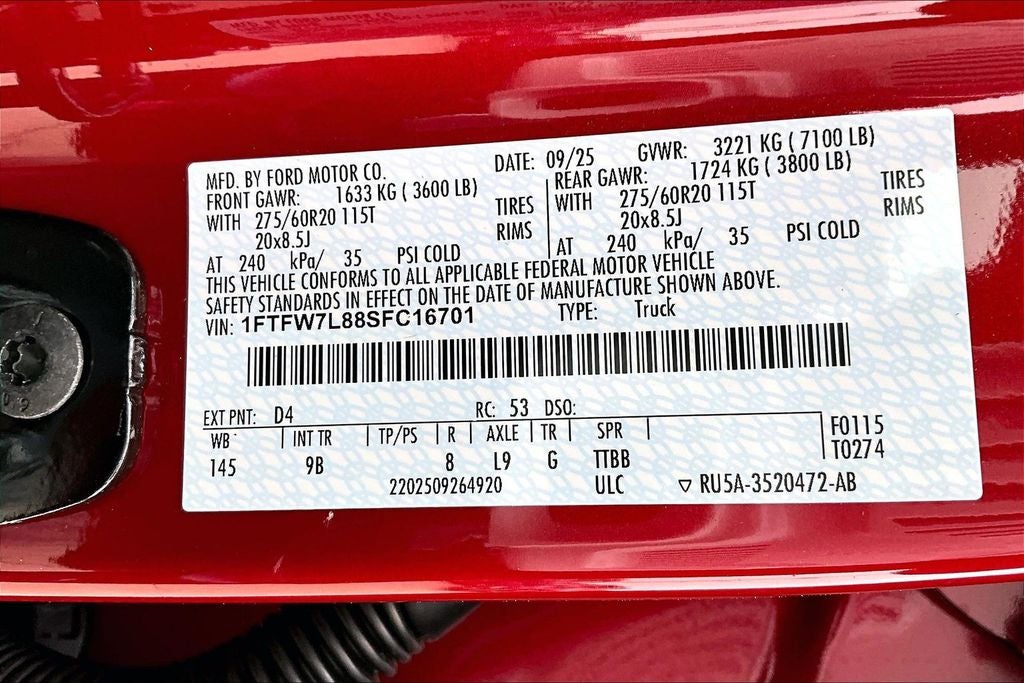 MFD. BY FORD MOTOR CO. DATE: 09/25 GVWR: 3221 KG ( 7100 LB)
FRONT GAWR: 1633 KG ( 3600 LB) REAR GAWR: 1724 KG ( 3800 LB)
WITH 275/60R20 115T TIRES WITH 275/60R20 115T TIRES
20x8.5J RIMS 20x8.5J RIMS
AT 240 kPa/ 35 PSI COLD AT 240 kPa/ 35 PSI COLD
THIS VEHICLE CONFORMS TO ALL APPLICABLE FEDERAL MOTOR VEHICLE
SAFETY STANDARDS IN EFFECT ON THE DATE OF MANUFACTURE SHOWN ABOVE.
VIN: 1FTFW7L88SFC16701 TYPE: Truck
EXT PNT: D4 RC: 53 DSO:
WB INT TR TP/PS R AXLE TR SPR F0115
145 9B 8 L9 G TTBB T0274
2202509264920 ULC ▽ RU5A-3520472-AB